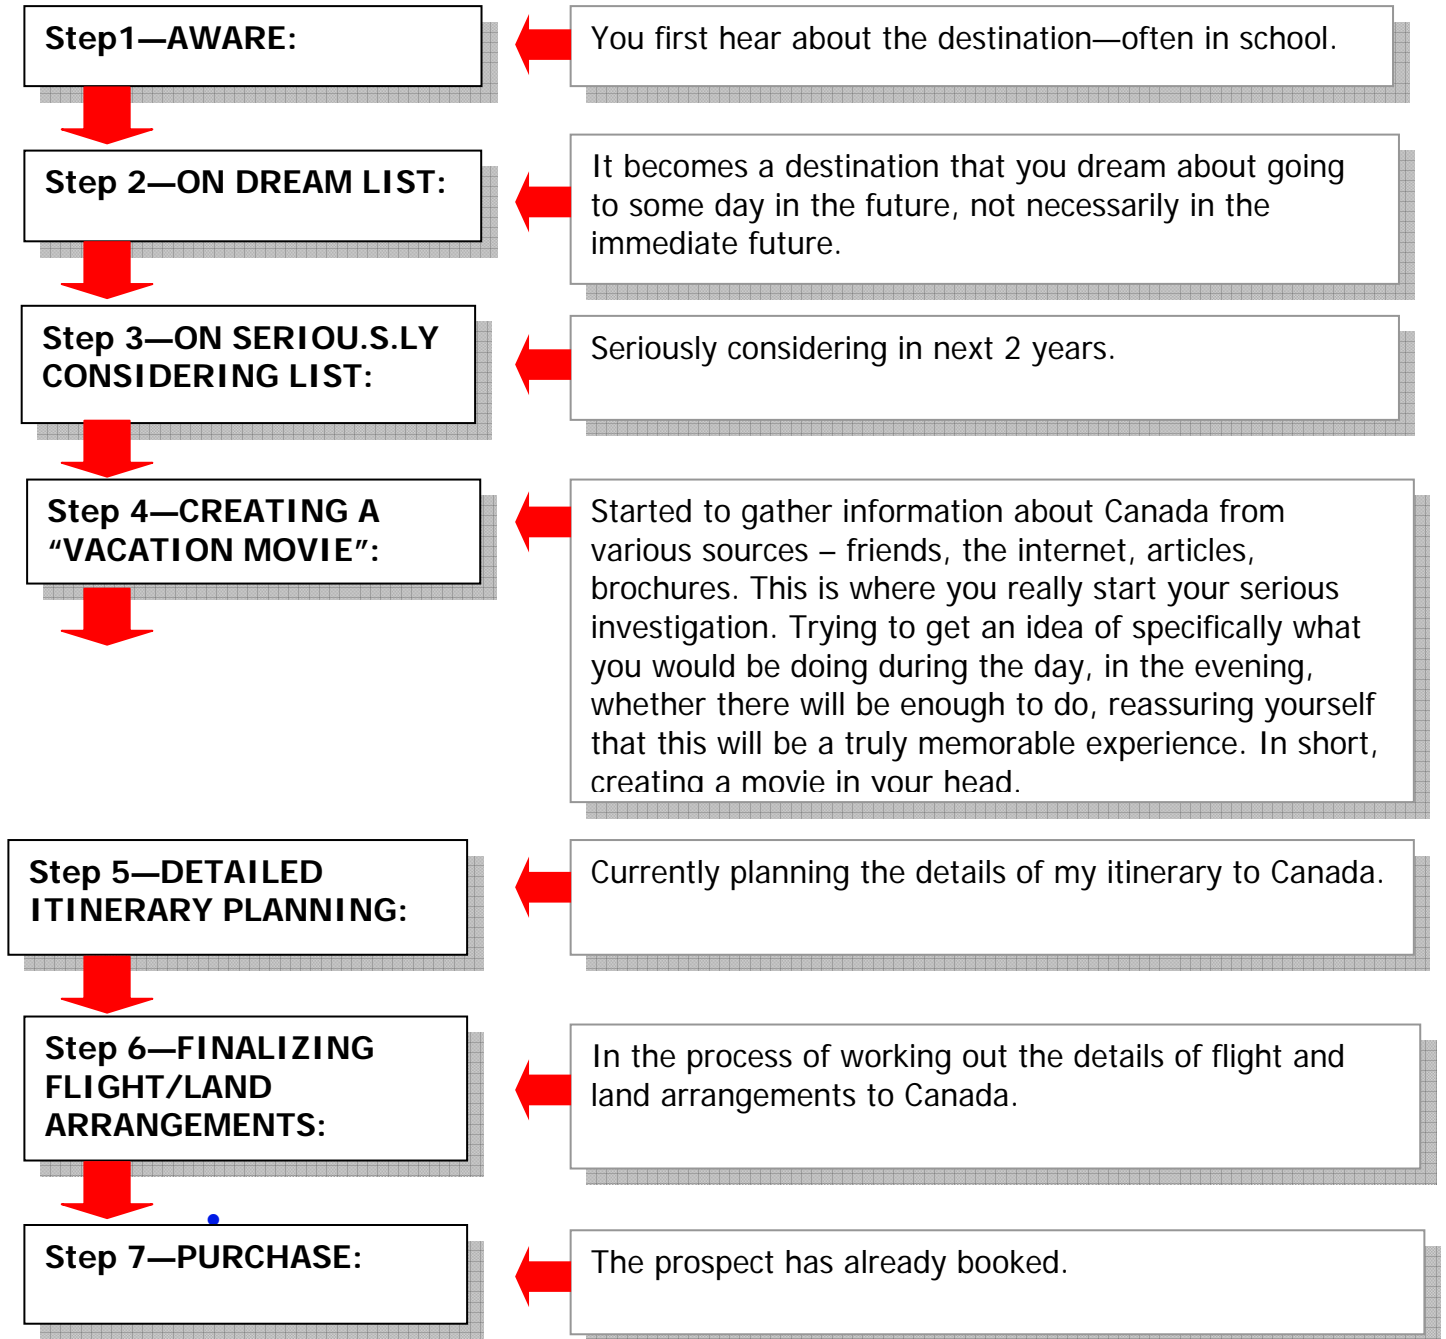 Step1—AWARE:
You first hear about the destination—often in school.
Step 2—ON DREAM LIST:
It becomes a destination that you dream about going
to some day in the future, not necessarily in the
immediate future.
Step 3—ON SERIOU.S.LY
CONSIDERING LIST:
Seriously considering in next 2 years.
Step 4—CREATING A
“VACATION MOVIE”:
Started to gather information about Canada from
various sources – friends, the internet, articles,
brochures. This is where you really start your serious
investigation. Trying to get an idea of specifically what
you would be doing during the day, in the evening,
whether there will be enough to do, reassuring yourself
that this will be a truly memorable experience. In short,
creating a movie in your head.
Step 5—DETAILED
ITINERARY PLANNING:
Currently planning the details of my itinerary to Canada.
Step 6—FINALIZING
FLIGHT/LAND
ARRANGEMENTS:
In the process of working out the details of flight and
land arrangements to Canada.
Step 7—PURCHASE:
The prospect has already booked.